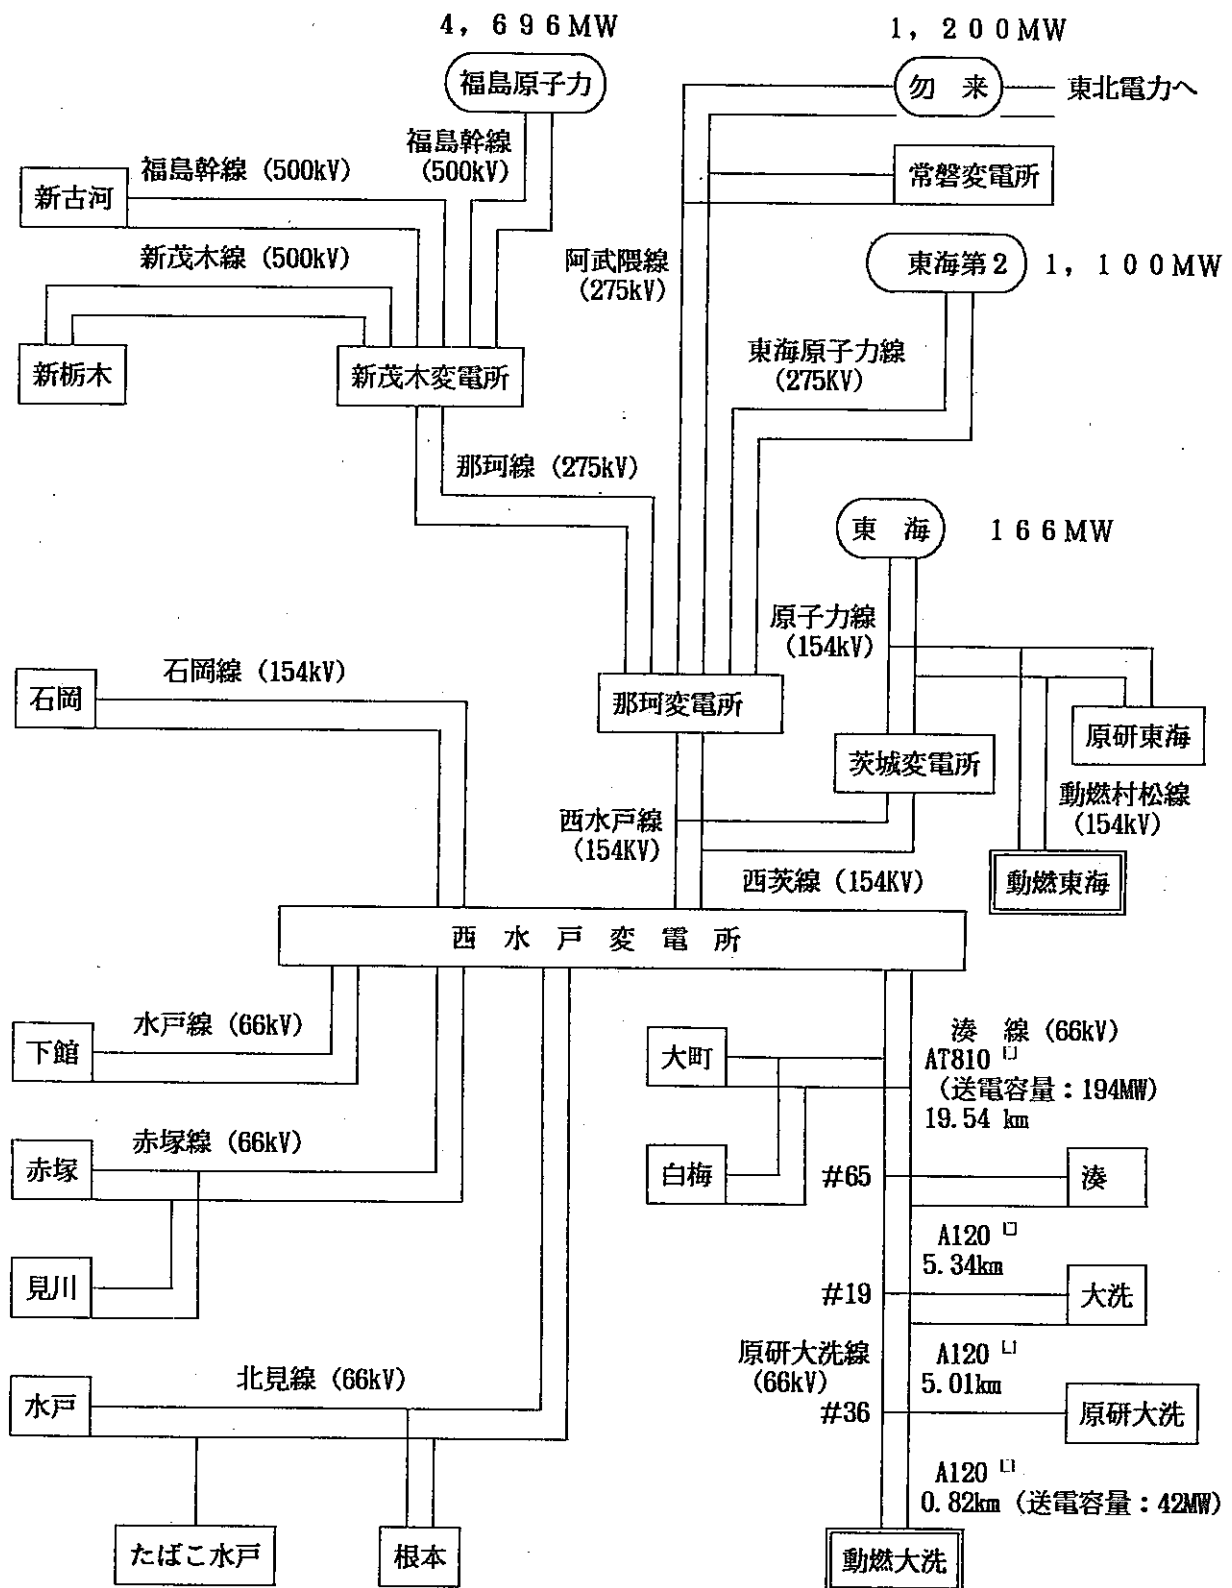 4，696MW
1，200MW
福島原子力
勿　来
東北電力へ
福島幹線 (500kV)
福島幹線
(500kV)
新古河
常磐変電所
新茂木線 (500kV)
阿武隈線
(275kV)
東海第2
1，100MW
新栃木
新茂木変電所
東海原子力線
(275KV)
那珂線 (275kV)
東　海
166MW
原子力線
(154kV)
石岡線 (154kV)
石岡
那珂変電所
原研東海
茨城変電所
動燃村松線
(154kV)
西水戸線
(154KV)
西茨線 (154KV)
動燃東海
西水戸変電所
水戸線 (66kV)
下館
大町
湊　線 (66kV)
AT810 □
(送電容量：194MW)
19.54 km
赤塚線 (66kV)
赤塚
白梅
#65
湊
A120 □
5.34km
見川
#19
大洗
原研大洗線
(66kV)
A120 □
5.01km
北見線 (66kV)
水戸
#36
原研大洗
A120 □
0.82km (送電容量：42MW)
たばこ水戸
根本
動燃大洗